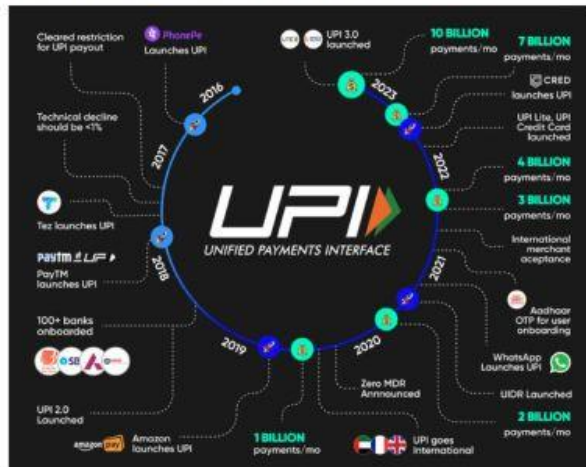 Cleared restriction
for UPI payout
PhonePe
Launches UPI
UPI 3.0
launched
10 BILLION
payments/mo
7 BILLION
payments/mo
CRED
launches UPI
UPI Lite, UPI
Credit Card
launched
4 BILLION
payments/mo
3 BILLION
payments/mo
International
merchant
aceptance
Aadhaar
OTP for user
onboarding
WhatsApp
Launches UPI
UIDR Launched
2 BILLION
payments/mo
Zero MDR
Annnounced
UPI goes
International
1 BILLION
payments/mo
amazon pay
Amazon
launches UPI
UPI 2.0
Launched
100+ banks
onboarded
paytm UPI
PayTM
launches UPI
Tez launches UPI
Technical decline
should be <1%
2016
2017
2018
2019
2020
2021
2022
2023
UPI
UNIFIED PAYMENTS INTERFACE